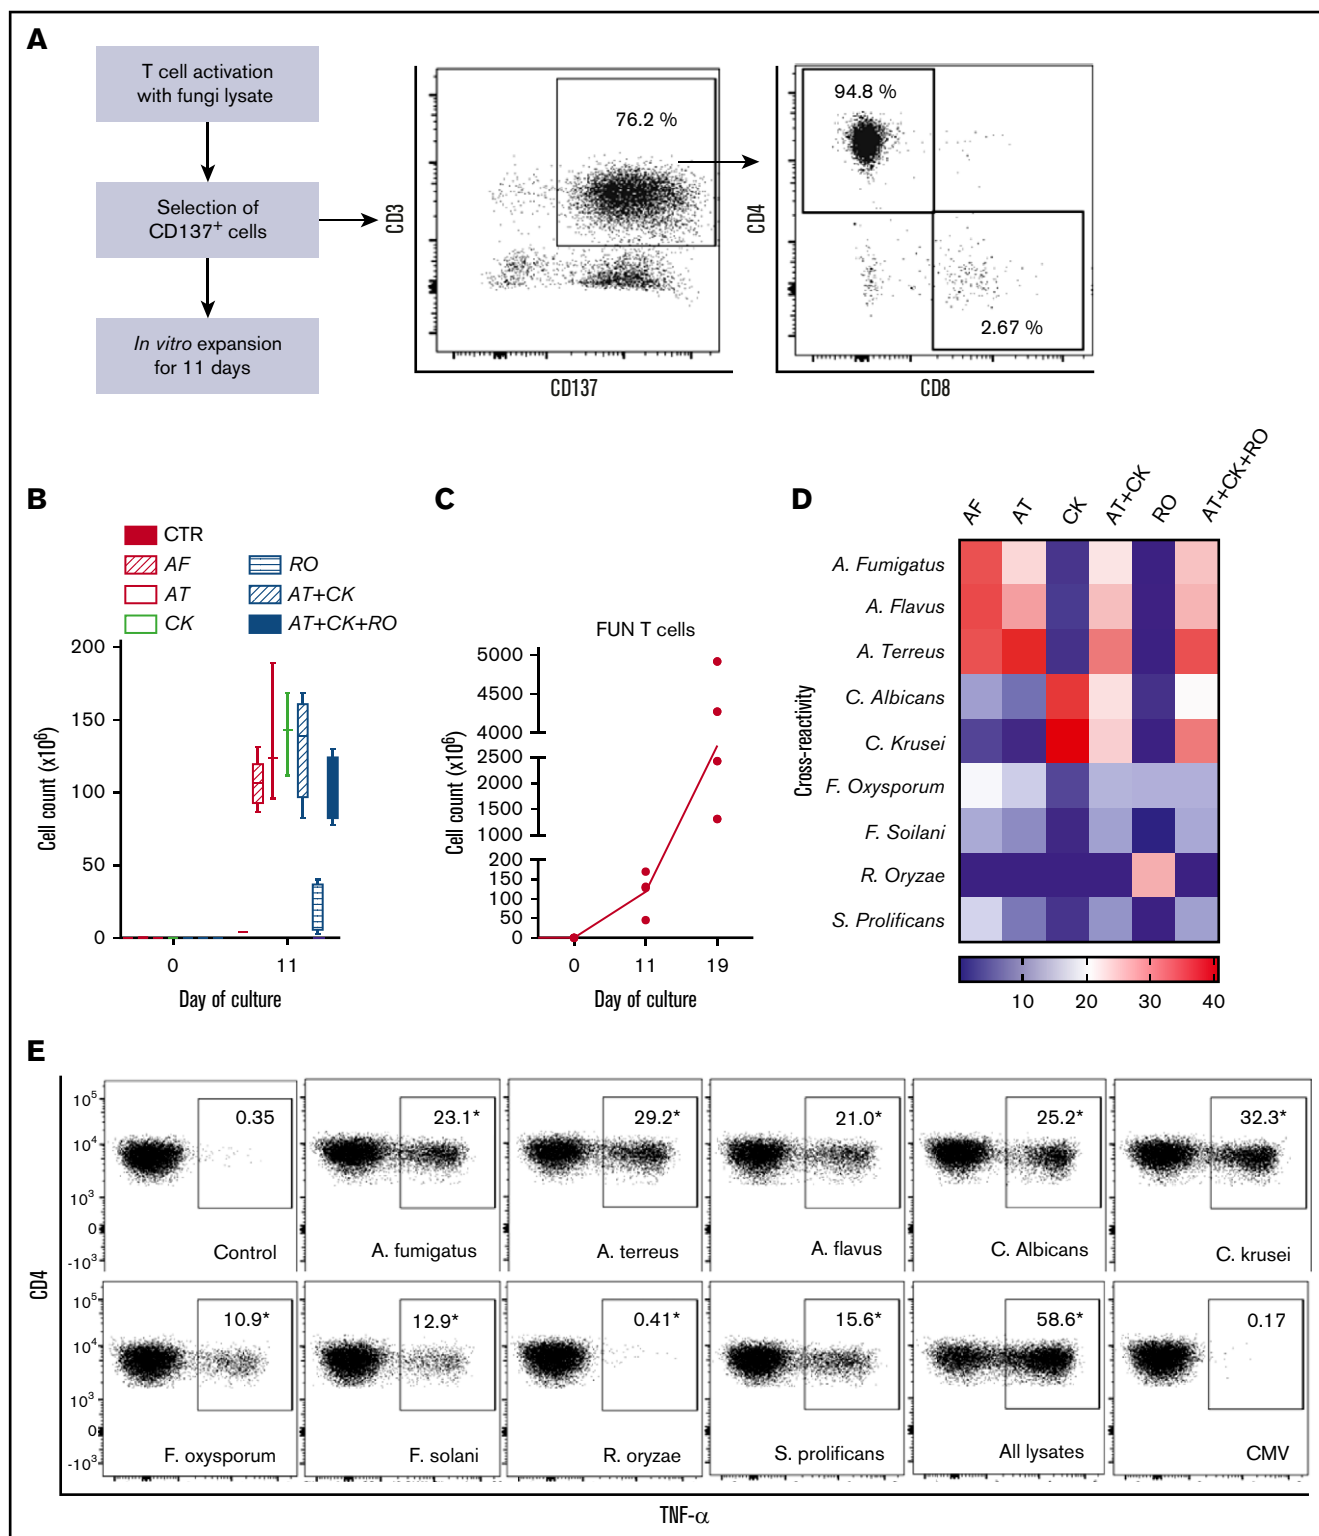 A
T cell activation
with fungi lysate
Selection of
CD137+ cells
In vitro expansion
for 11 days
CD3
76.2 %
CD137
CD4
94.8 %
2.67 %
CD8
B
CTR
AF
AT
CK
RO
AT+CK
AT+CK+RO
Cell count (x10⁶)
200
150
100
50
0
0
11
Day of culture
C
FUN T cells
Cell count (x10⁶)
5000
4500
4000
2500
2000
1500
1000
200
150
100
50
0
0
11
19
Day of culture
D
AF
AT
CK
AT+CK
RO
AT+CK+RO
Cross-reactivity
A. Fumigatus
A. Flavus
A. Terreus
C. Albicans
C. Krusei
F. Oxysporum
F. Soilani
R. Oryzae
S. Prolificans
10
20
30
40
E
CD4
10⁵
10⁴
10³
0
-10³
0.35
Control
23.1*
A. fumigatus
29.2*
A. terreus
21.0*
A. flavus
25.2*
C. Albicans
32.3*
C. krusei
10⁵
10⁴
10³
0
-10³
10.9*
F. oxysporum
12.9*
F. solani
0.41*
R. oryzae
15.6*
S. prolificans
58.6*
All lysates
0.17
CMV
TNF-α